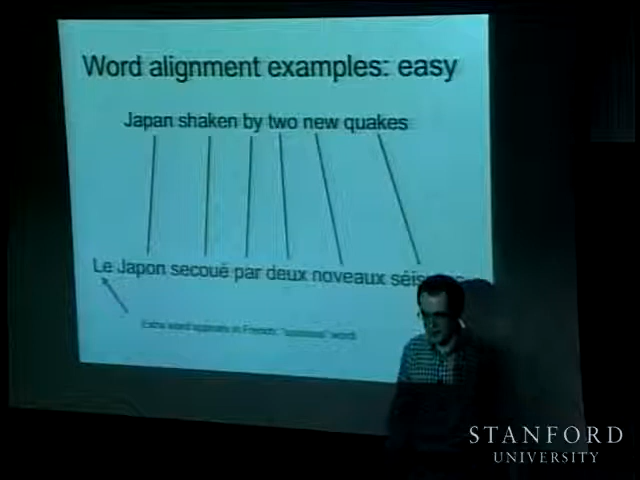 Word alignment examples: easy
Japan shaken by two new quakes
Le Japon secoué par deux noveaux
Extra word appears in French: word
STANFORD
UNIVERSITY